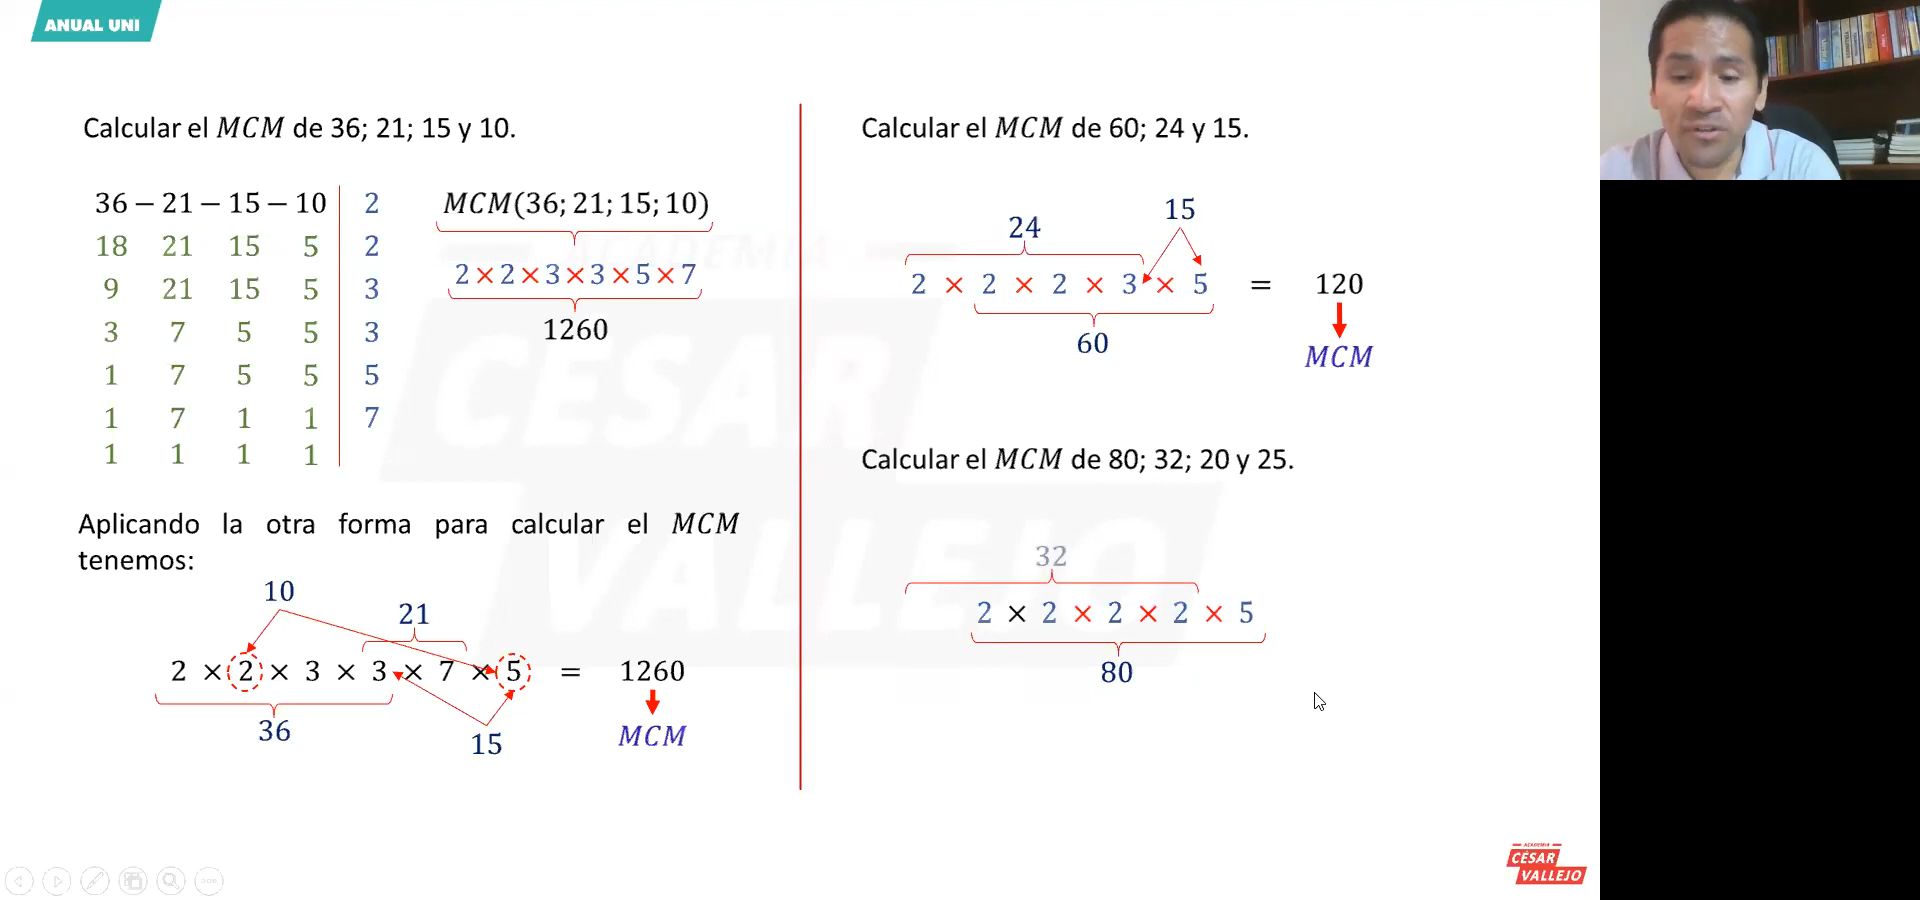 ANUAL UNI
Calcular el MCM de 36; 21; 15 y 10.
36 − 21 − 15 − 10 | 2
18 21 15 5 | 2
9 21 15 5 | 3
3 7 5 5 | 3
1 7 5 5 | 5
1 7 1 1 | 7
1 1 1 1
MCM(36; 21; 15; 10)
2 × 2 × 3 × 3 × 5 × 7
1260
Aplicando la otra forma para calcular el MCM
tenemos:
10
21
2 × 2 × 3 × 3 × 7 × 5 = 1260
36
15
MCM
Calcular el MCM de 60; 24 y 15.
15
24
2 × 2 × 2 × 3 × 5 = 120
60
MCM
Calcular el MCM de 80; 32; 20 y 25.
32
2 × 2 × 2 × 2 × 5
80
ACADEMIA
CESAR
VALLEJO
ACADEMIA
CÉSAR
VALLEJO